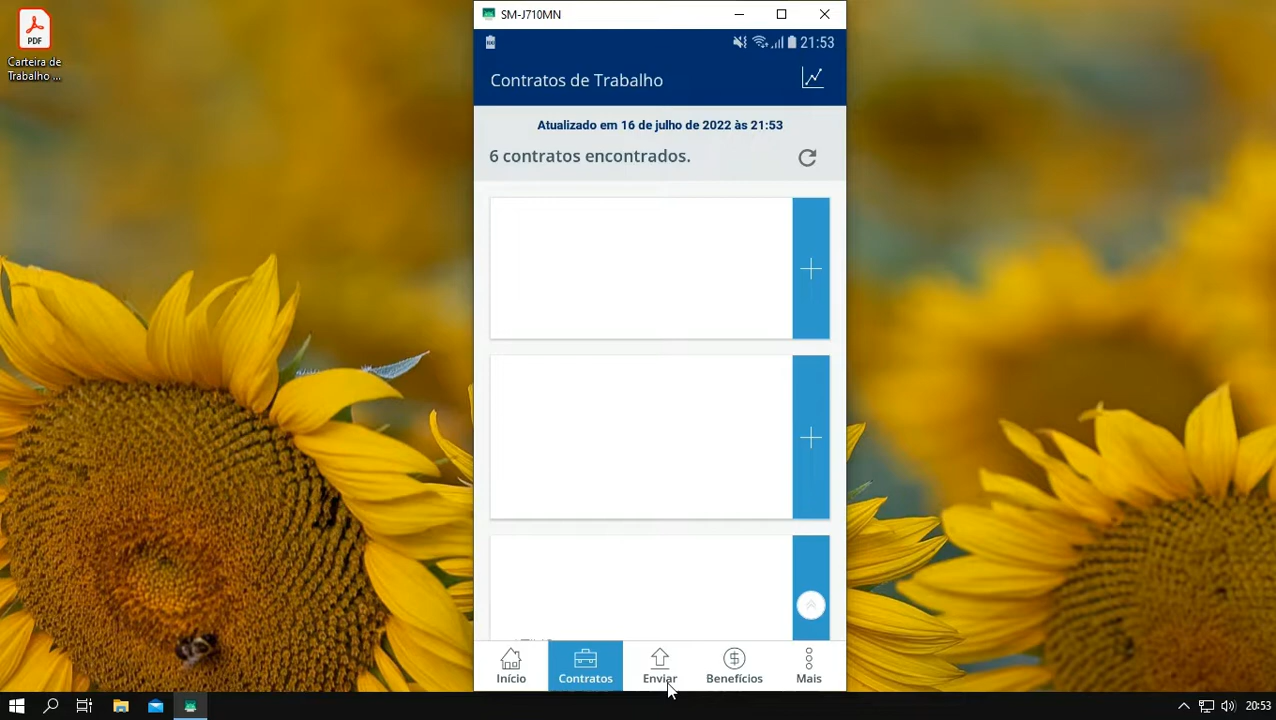 SM-J710MN
PDF
Carteira de
Trabalho ...
21:53
Contratos de Trabalho
Atualizado em 16 de julho de 2022 às 21:53
6 contratos encontrados.
Início
Contratos
Enviar
Benefícios
Mais
20:53